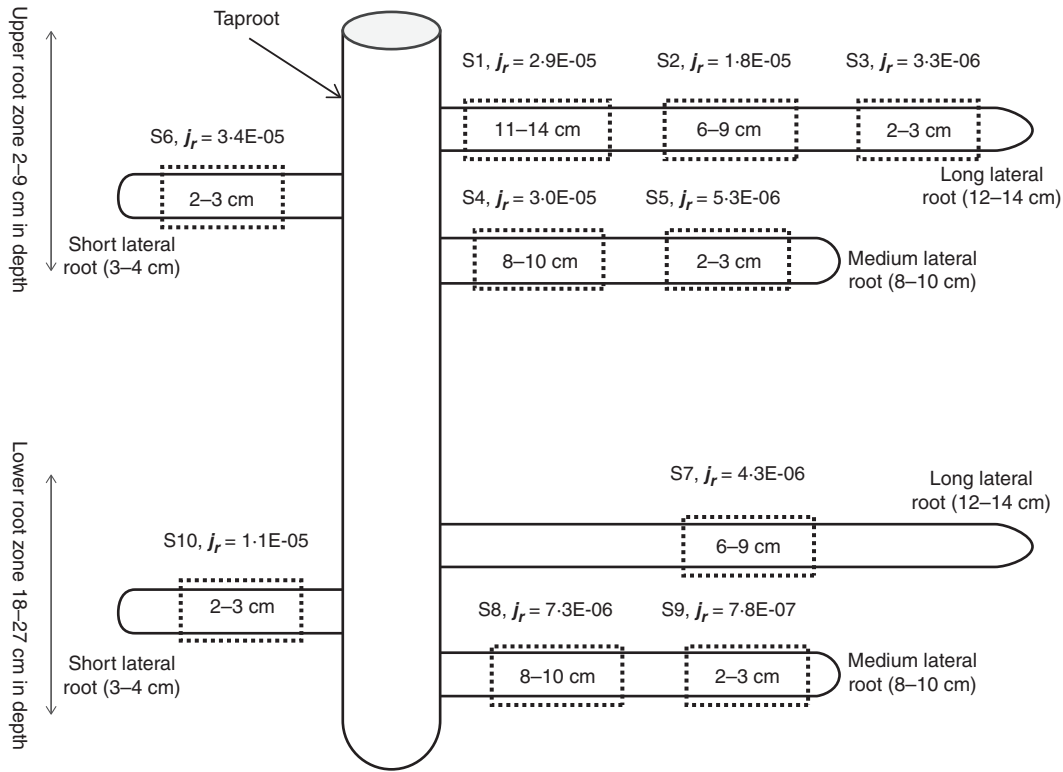 Upper root zone 2–9 cm in depth
Taproot
S1, jr = 2·9E-05
S2, jr = 1·8E-05
S3, jr = 3·3E-06
11–14 cm
6–9 cm
2–3 cm
Long lateral
root (12–14 cm)
S6, jr = 3·4E-05
2–3 cm
Short lateral
root (3–4 cm)
S4, jr = 3·0E-05
S5, jr = 5·3E-06
8–10 cm
2–3 cm
Medium lateral
root (8–10 cm)
Lower root zone 18–27 cm in depth
S7, jr = 4·3E-06
6–9 cm
Long lateral
root (12–14 cm)
S10, jr = 1·1E-05
2–3 cm
Short lateral
root (3–4 cm)
S8, jr = 7·3E-06
S9, jr = 7·8E-07
8–10 cm
2–3 cm
Medium lateral
root (8–10 cm)